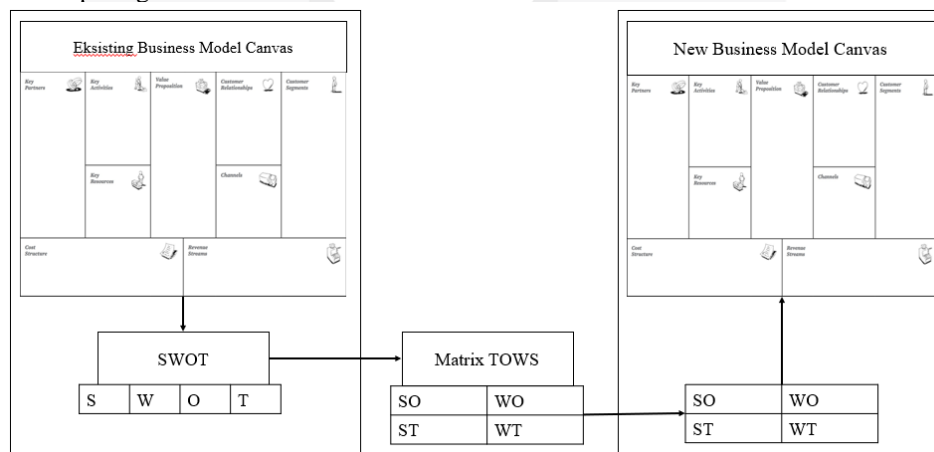 Eksisting Business Model Canvas
Key
Partners
Key
Activities
Value
Proposition
Customer
Relationships
Customer
Segments
Key
Resources
Channels
Cost
Structure
Revenue
Streams
SWOT
S W O T
Matrix TOWS
SO WO
ST WT
New Business Model Canvas
Key
Partners
Key
Activities
Value
Proposition
Customer
Relationships
Customer
Segments
Key
Resources
Channels
Cost
Structure
Revenue
Streams
SO WO
ST WT